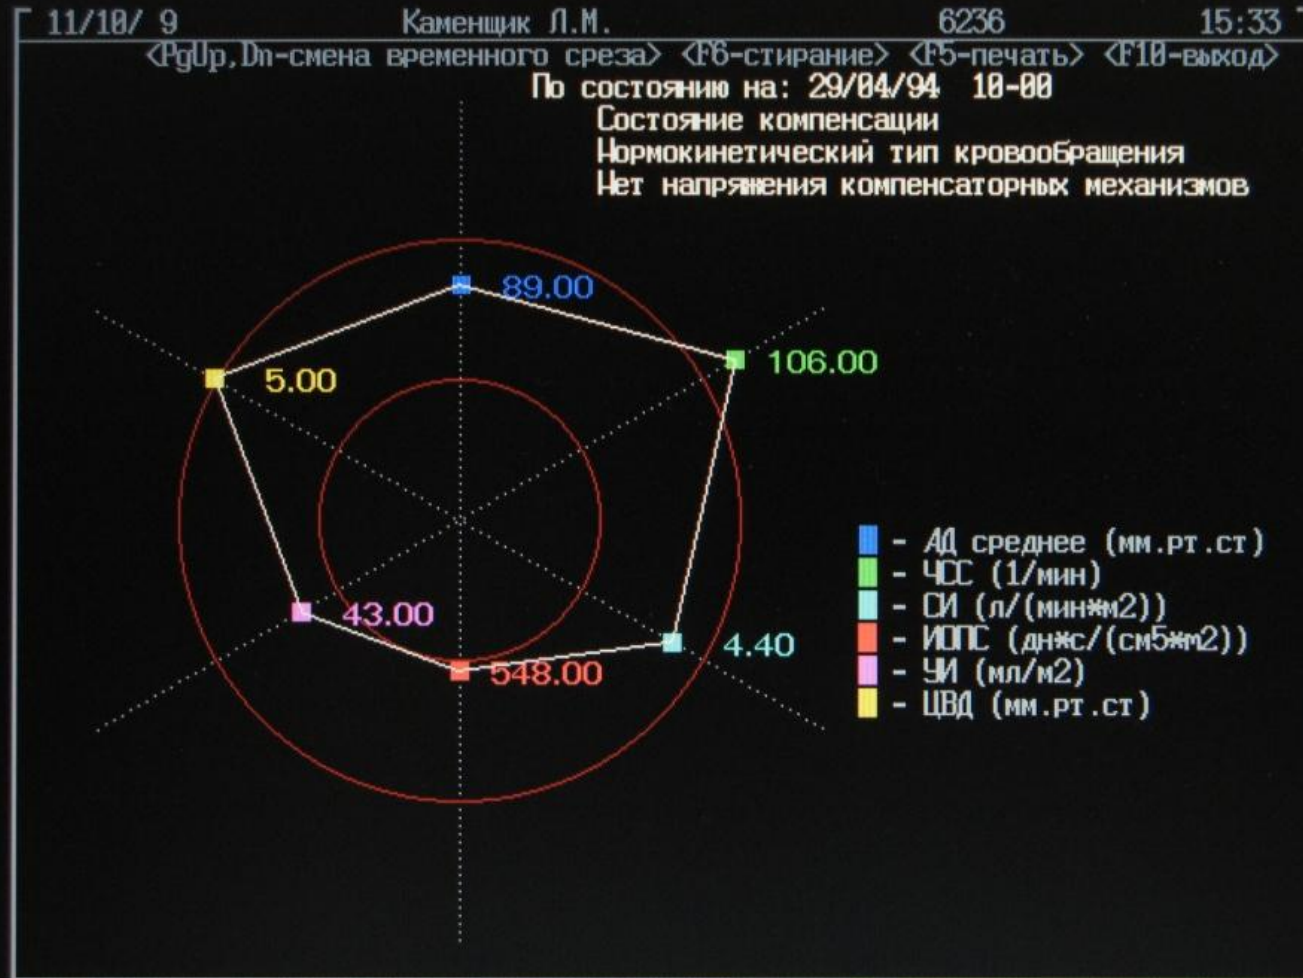 11/10/ 9 Каменщик Л.М. 6236 15:33
<PgUp,Dn-смена временного среза> <F6-стирание> <F5-печать> <F10-выход>
По состоянию на: 29/04/94 10-00
Состояние компенсации
Нормокинетический тип кровообращения
Нет напряжения компенсаторных механизмов
89.00
106.00
5.00
43.00
4.40
548.00
- АД среднее (мм.рт.ст)
- ЧСС (1/мин)
- СИ (л/(мин*м2))
- ИОПС (дн*с/(см5*м2))
- УИ (мл/м2)
- ЦВД (мм.рт.ст)